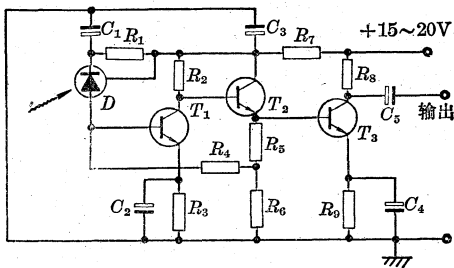 C₁
R₁
C₃
R₇
+15～20V
R₂
R₈
D
T₁
T₂
C₅
T₃
输出
R₄
R₅
C₂
R₃
R₆
R₉
C₄